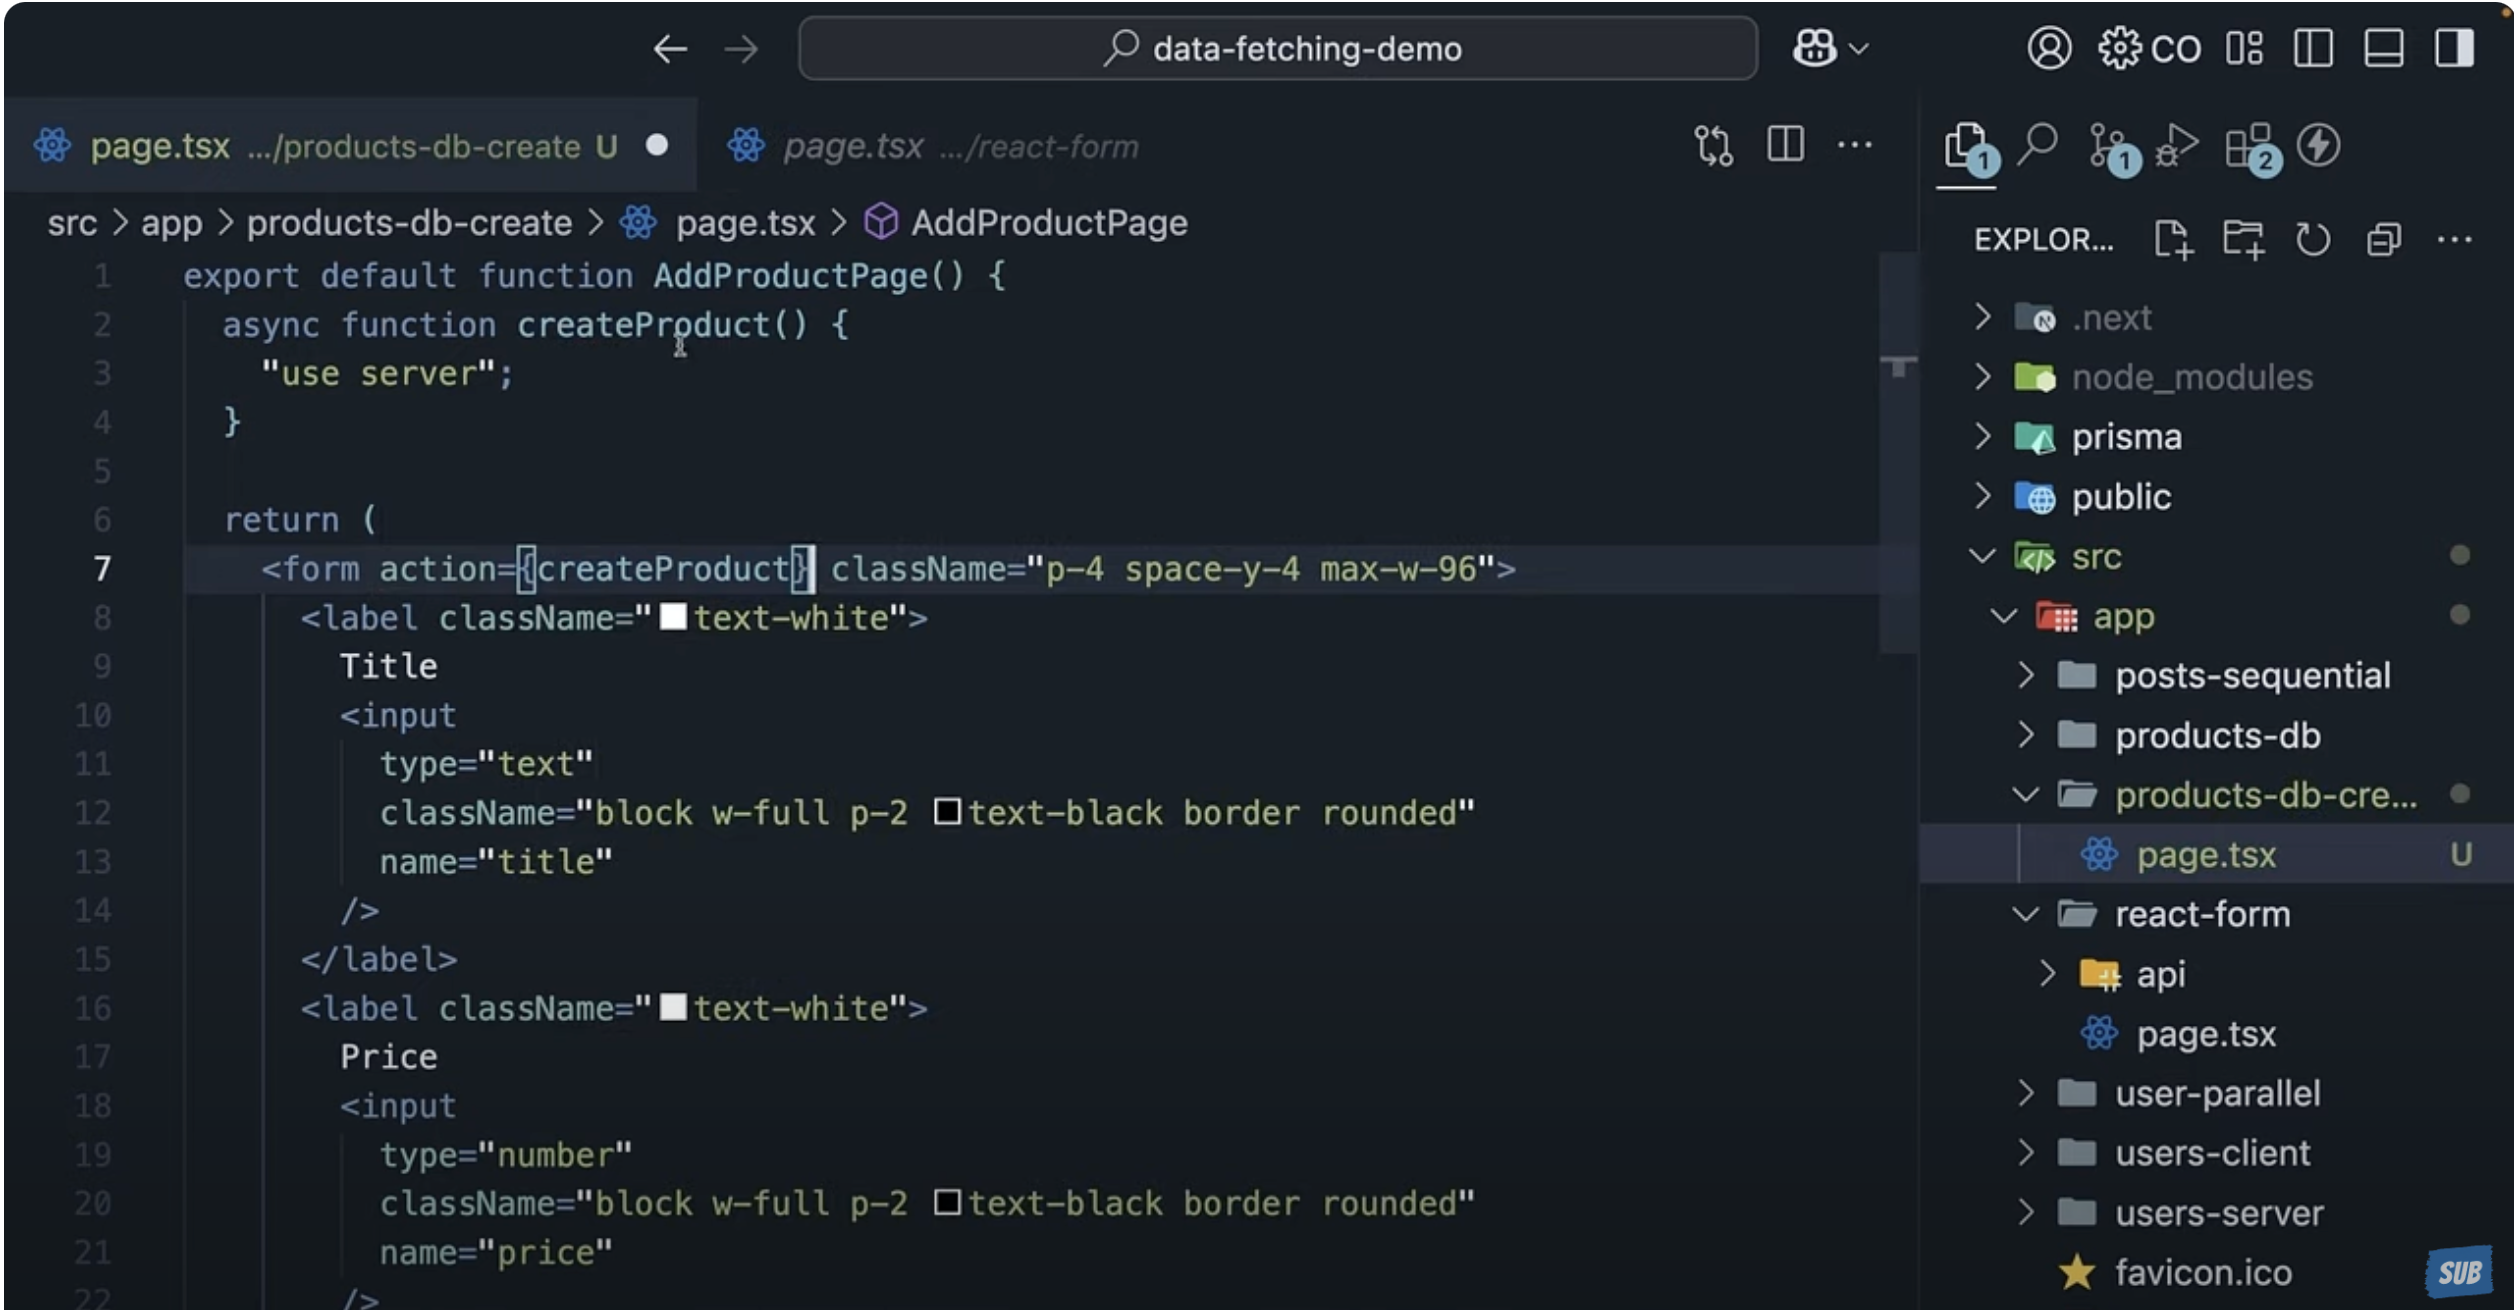 data-fetching-demo
CO
page.tsx .../products-db-create U
page.tsx .../react-form
1
1
2
src > app > products-db-create > page.tsx > AddProductPage
EXPLOR...
1 export default function AddProductPage() {
2 async function createProduct() {
3 "use server";
4 }
5
6 return (
7 <form action={createProduct} className="p-4 space-y-4 max-w-96">
8 <label className="text-white">
9 Title
10 <input
11 type="text"
12 className="block w-full p-2 text-black border rounded"
13 name="title"
14 />
15 </label>
16 <label className="text-white">
17 Price
18 <input
19 type="number"
20 className="block w-full p-2 text-black border rounded"
21 name="price"
22 />
.next
node_modules
prisma
public
src
app
posts-sequential
products-db
products-db-cre...
page.tsx U
react-form
api
page.tsx
user-parallel
users-client
users-server
favicon.ico
SUB